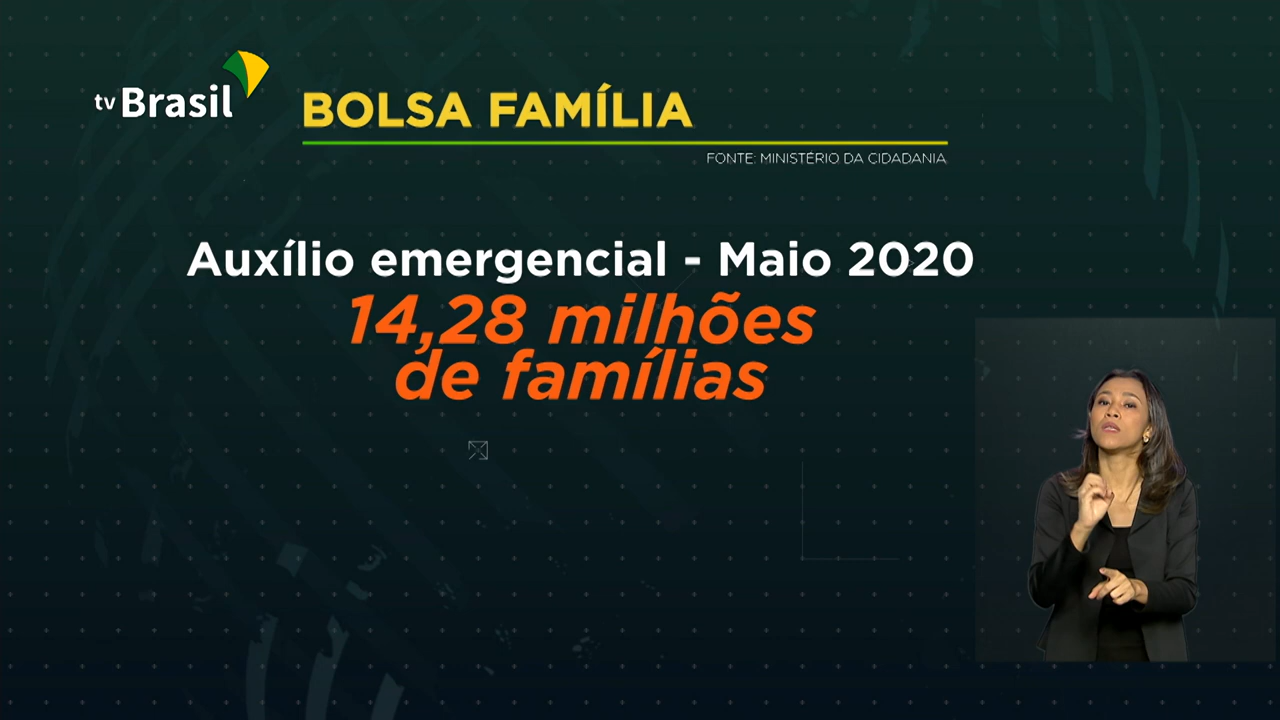 tv Brasil
BOLSA FAMÍLIA
FONTE: MINISTÉRIO DA CIDADANIA
Auxílio emergencial - Maio 2020
14,28 milhões
de famílias